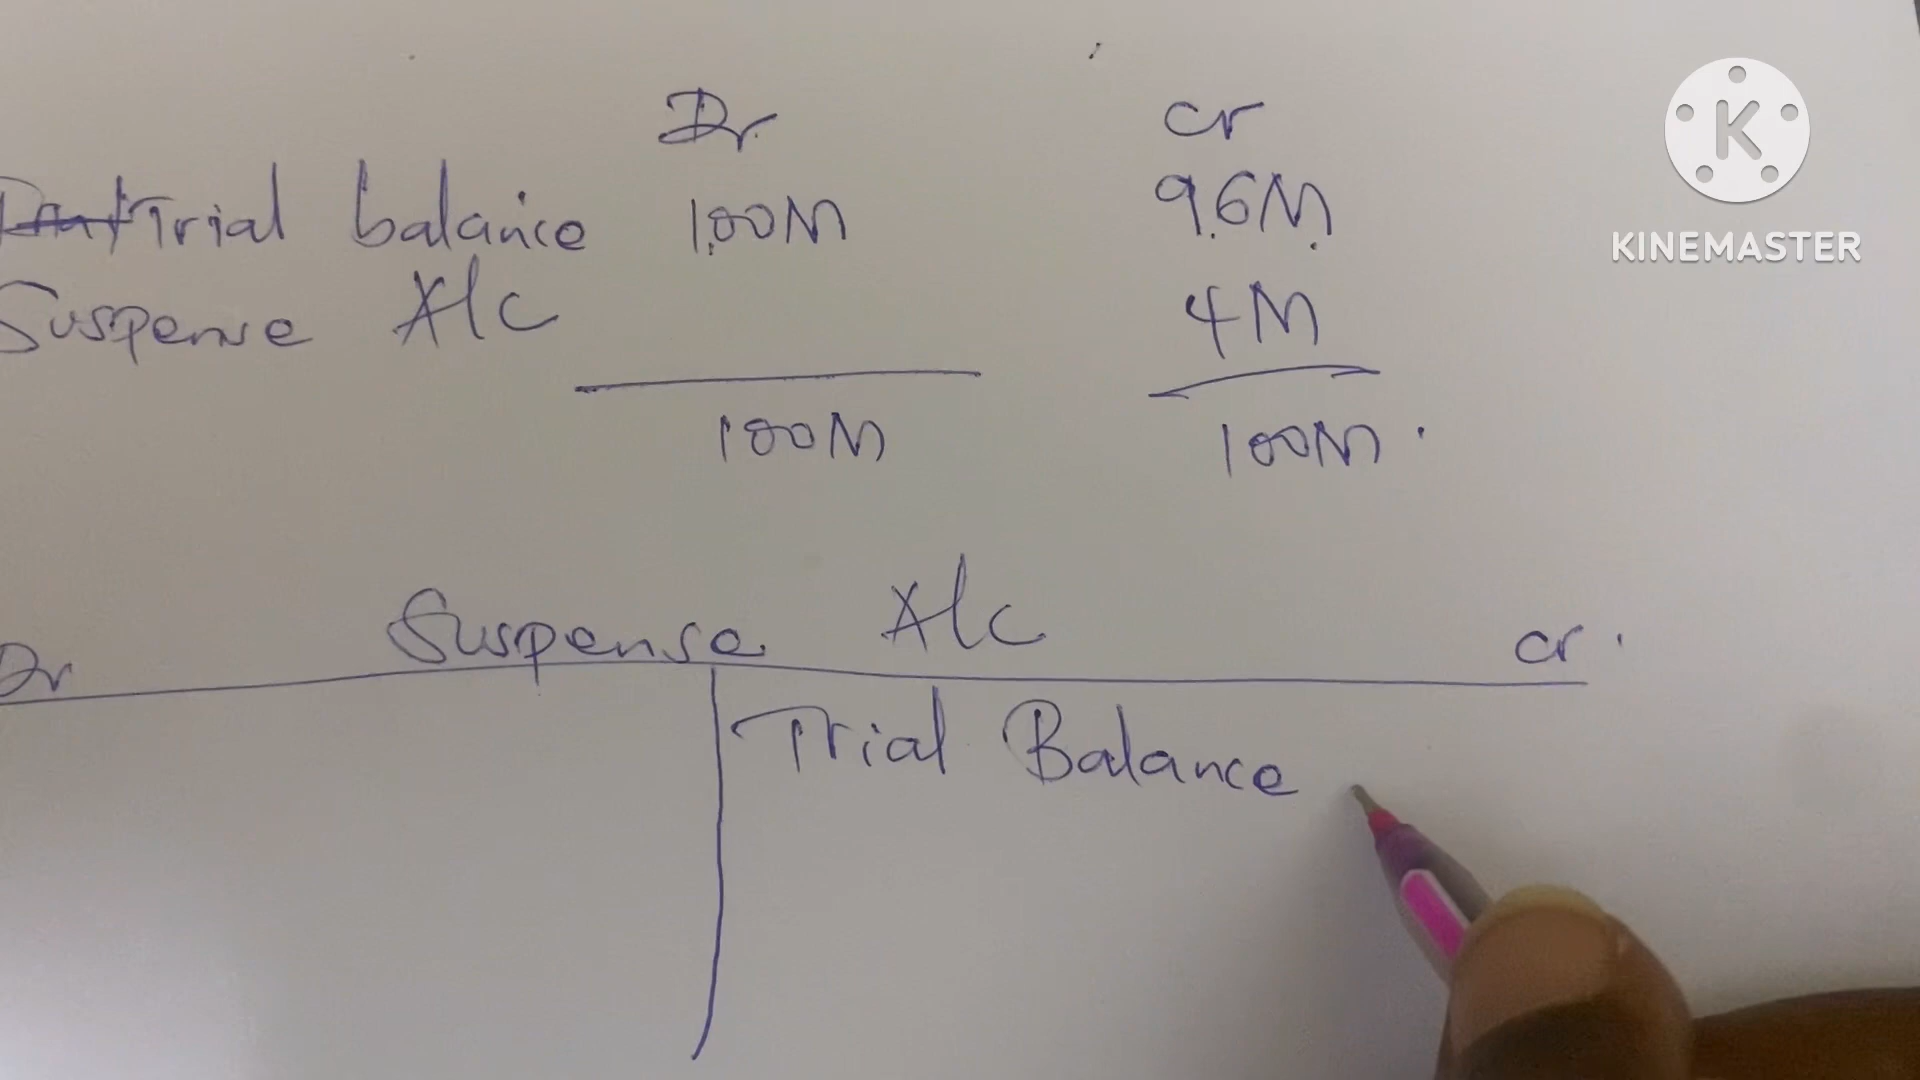 Dr cr
Trial balance 100M 96M
Suspense A/c 4M
100M 100M.
Suspense A/c
Dr cr.
Trial Balance
K
KINEMASTER